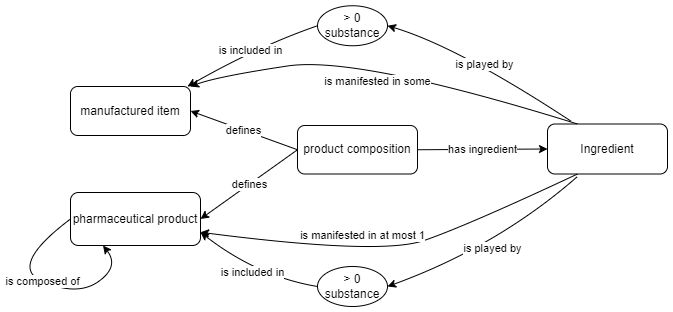 > 0
substance
is included in
is played by
is manifested in some
manufactured item
defines
product composition
has ingredient
Ingredient
defines
pharmaceutical product
is manifested in at most 1
is played by
is included in
is composed of
> 0
substance